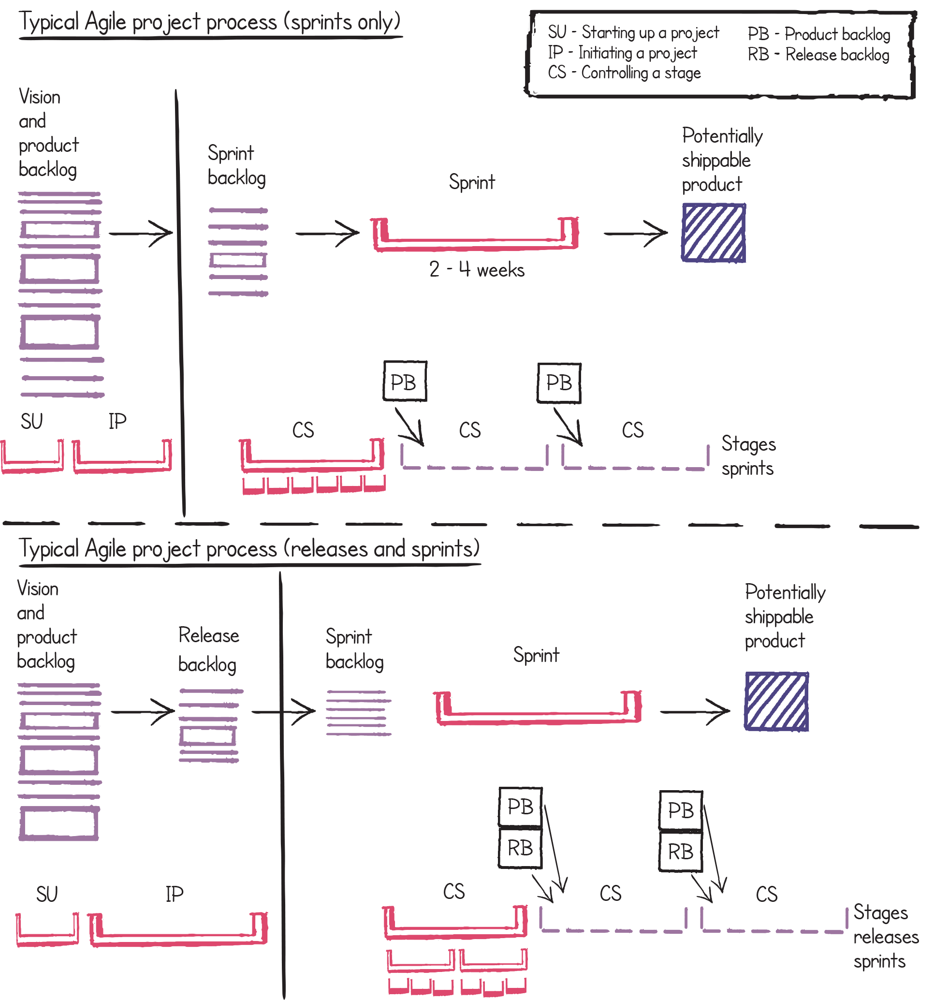 Typical Agile project process (sprints only)
SU - Starting up a project
IP - Initiating a project
CS - Controlling a stage
PB - Product backlog
RB - Release backlog
Vision
and
product
backlog
Sprint
backlog
Sprint
2 - 4 weeks
Potentially
shippable
product
PB
PB
SU
IP
CS
CS
CS
Stages
sprints
Typical Agile project process (releases and sprints)
Vision
and
product
backlog
Release
backlog
Sprint
backlog
Sprint
Potentially
shippable
product
PB
RB
PB
RB
SU
IP
CS
CS
CS
Stages
releases
sprints